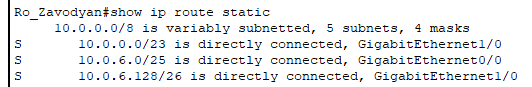 Ro_Zavodyan#show ip route static
10.0.0.0/8 is variably subnetted, 5 subnets, 4 masks
S 10.0.0.0/23 is directly connected, GigabitEthernet1/0
S 10.0.6.0/25 is directly connected, GigabitEthernet0/0
S 10.0.6.128/26 is directly connected, GigabitEthernet1/0